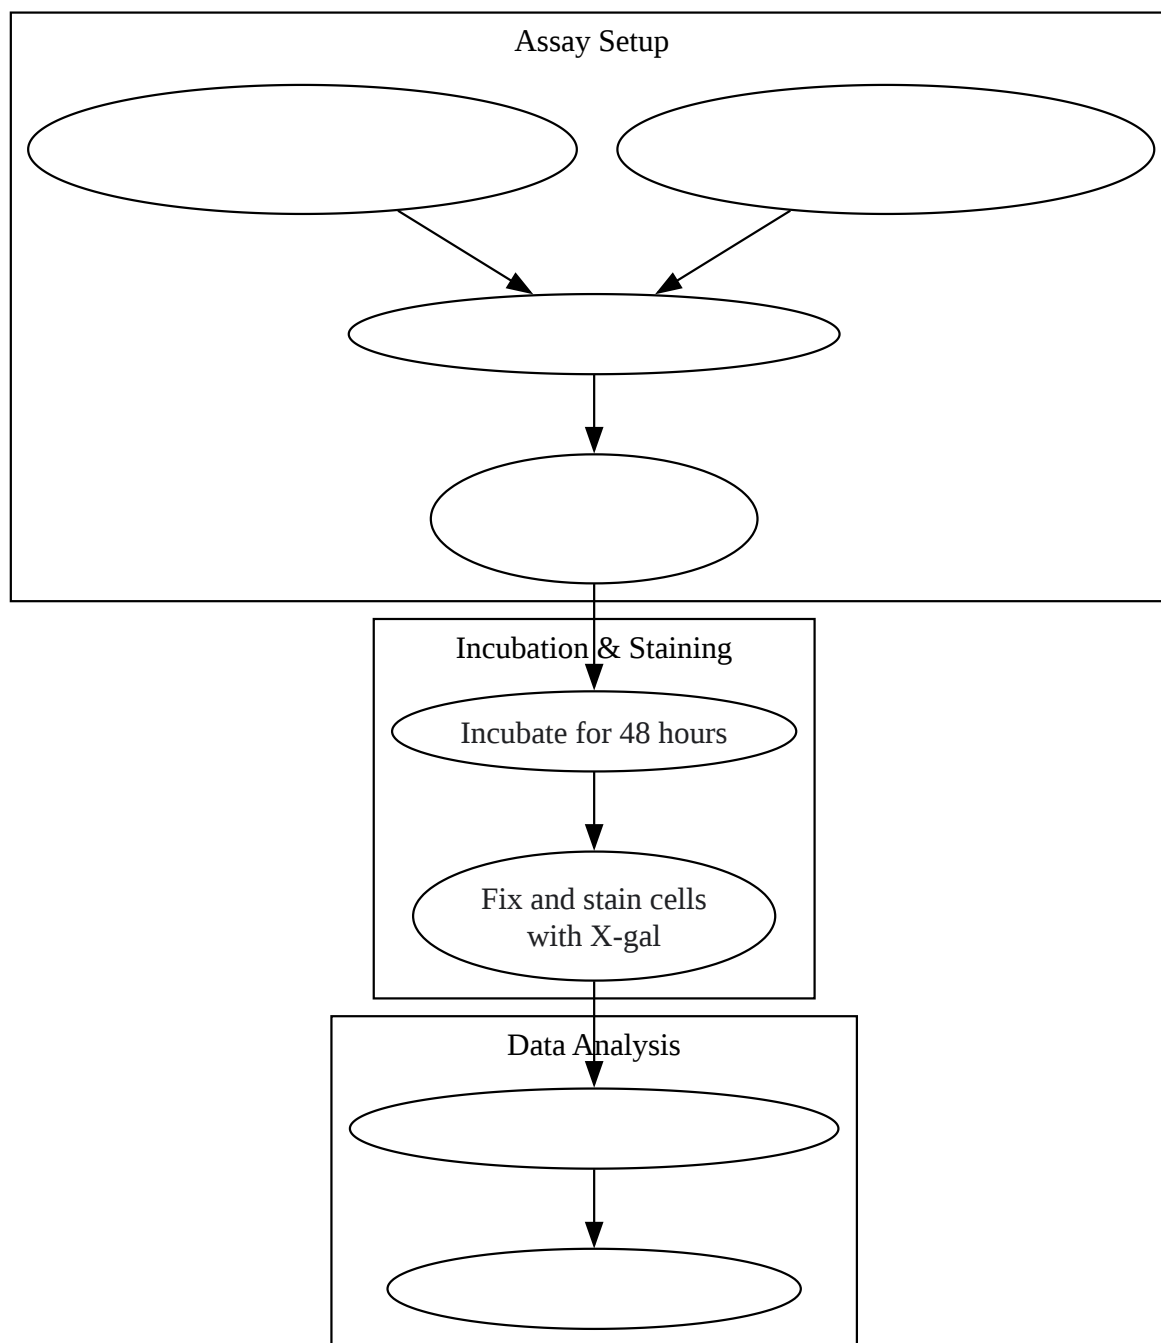 Assay Setup
Incubation & Staining
Incubate for 48 hours
Fix and stain cells
with X-gal
Data Analysis